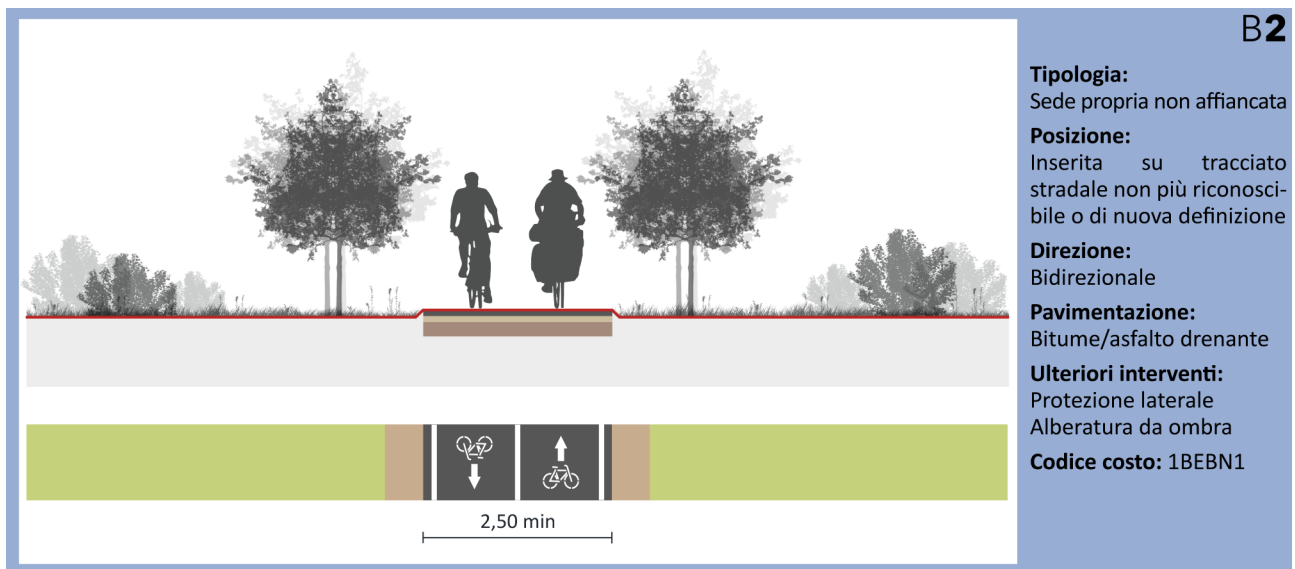 B2
Tipologia:
Sede propria non affiancata
Posizione:
Inserita su tracciato
stradale non più riconosci-
bile o di nuova definizione
Direzione:
Bidirezionale
Pavimentazione:
Bitume/asfalto drenante
Ulteriori interventi:
Protezione laterale
Alberatura da ombra
Codice costo: 1BEBN1
2,50 min